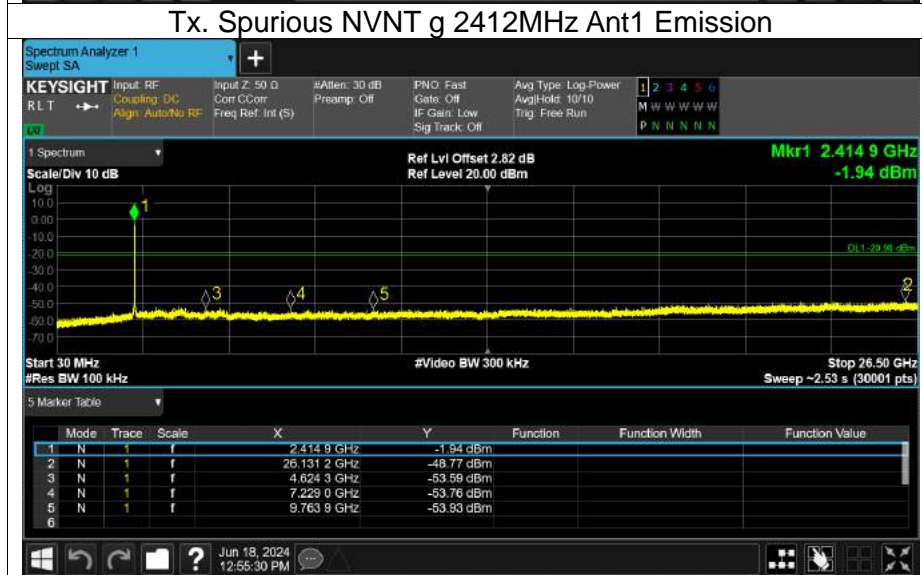 Tx. Spurious NVNT g 2412MHz Ant1 Emission
Spectrum Analyzer 1
Swept SA
+
KEYSIGHT Input: RF Input Z: 50 Ω #Atten: 30 dB PNO: Fast Avg Type: Log-Power 1 2 3 4 5 6
RLT Coupling: DC Corr CCorr Preamp: Off Gate: Off Avg|Hold: 10/10 M W W W W W
Align: Auto/No RF Freq Ref: Int (S) IF Gain: Low Trig: Free Run
LXI Sig Track: Off P N N N N N
1 Spectrum Ref Lvl Offset 2.82 dB Mkr1 2.414 9 GHz
Scale/Div 10 dB Ref Level 20.00 dBm -1.94 dBm
Log
10.0 1
0.00
-10.0
-20.0 DL1 -20.98 dBm
-30.0
-40.0 3 4 5 2
-50.0
-60.0
-70.0
Start 30 MHz #Video BW 300 kHz Stop 26.50 GHz
#Res BW 100 kHz Sweep ~2.53 s (30001 pts)
5 Marker Table
Mode Trace Scale X Y Function Function Width Function Value
1 N 1 f 2.414 9 GHz -1.94 dBm
2 N 1 f 26.131 2 GHz -48.77 dBm
3 N 1 f 4.624 3 GHz -53.59 dBm
4 N 1 f 7.229 0 GHz -53.76 dBm
5 N 1 f 9.763 9 GHz -53.93 dBm
6
? Jun 18, 2024
12:55:30 PM